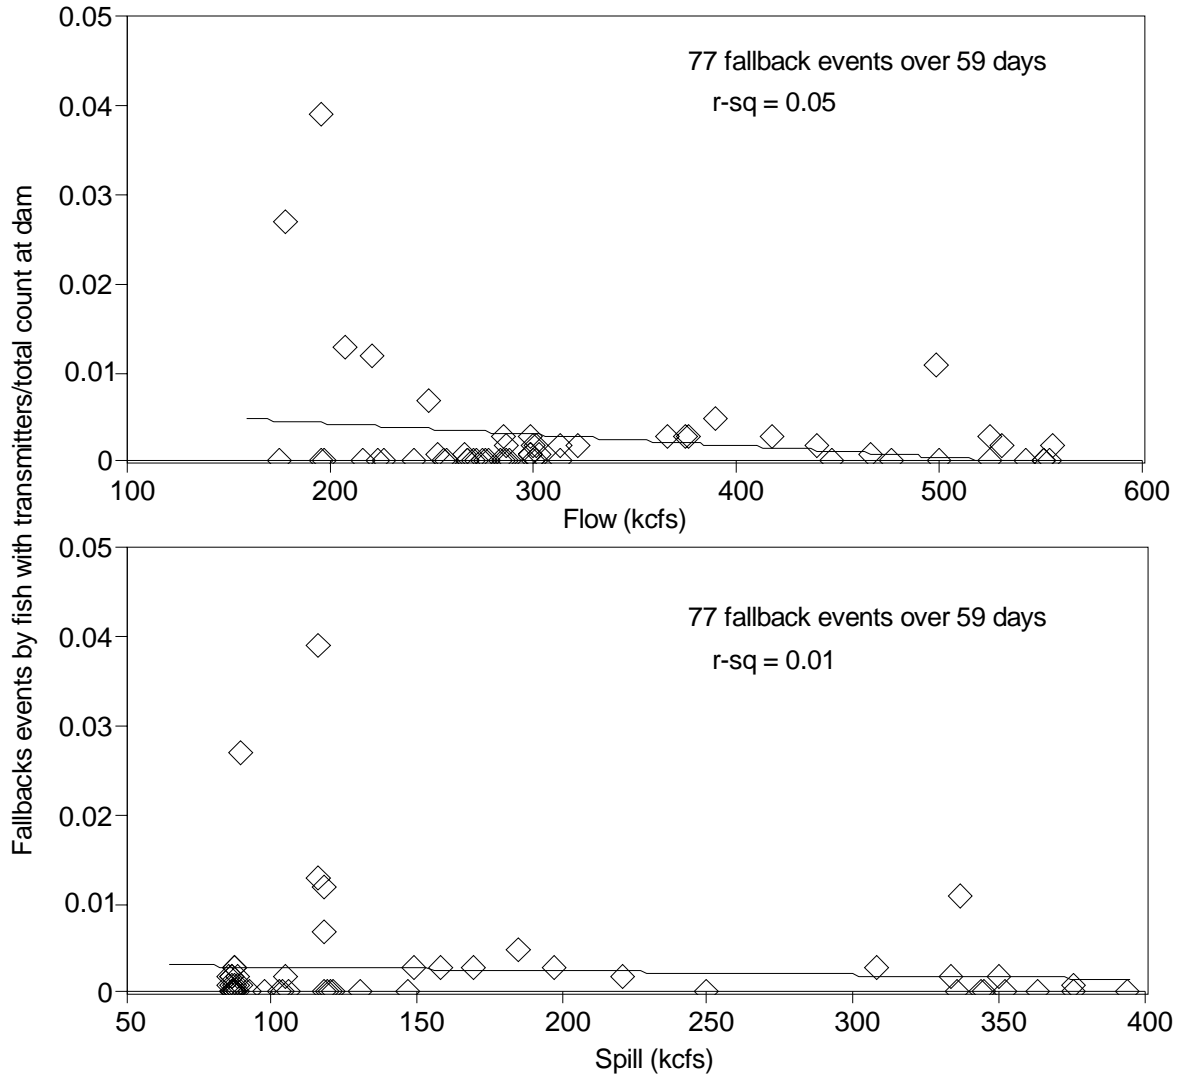 Fallbacks events by fish with transmitters/total count at dam
0.05
0.04
0.03
0.02
0.01
0
77 fallback events over 59 days
r-sq = 0.05
100 200 300 400 500 600
Flow (kcfs)
0.05
0.04
0.03
0.02
0.01
0
77 fallback events over 59 days
r-sq = 0.01
50 100 150 200 250 300 350 400
Spill (kcfs)